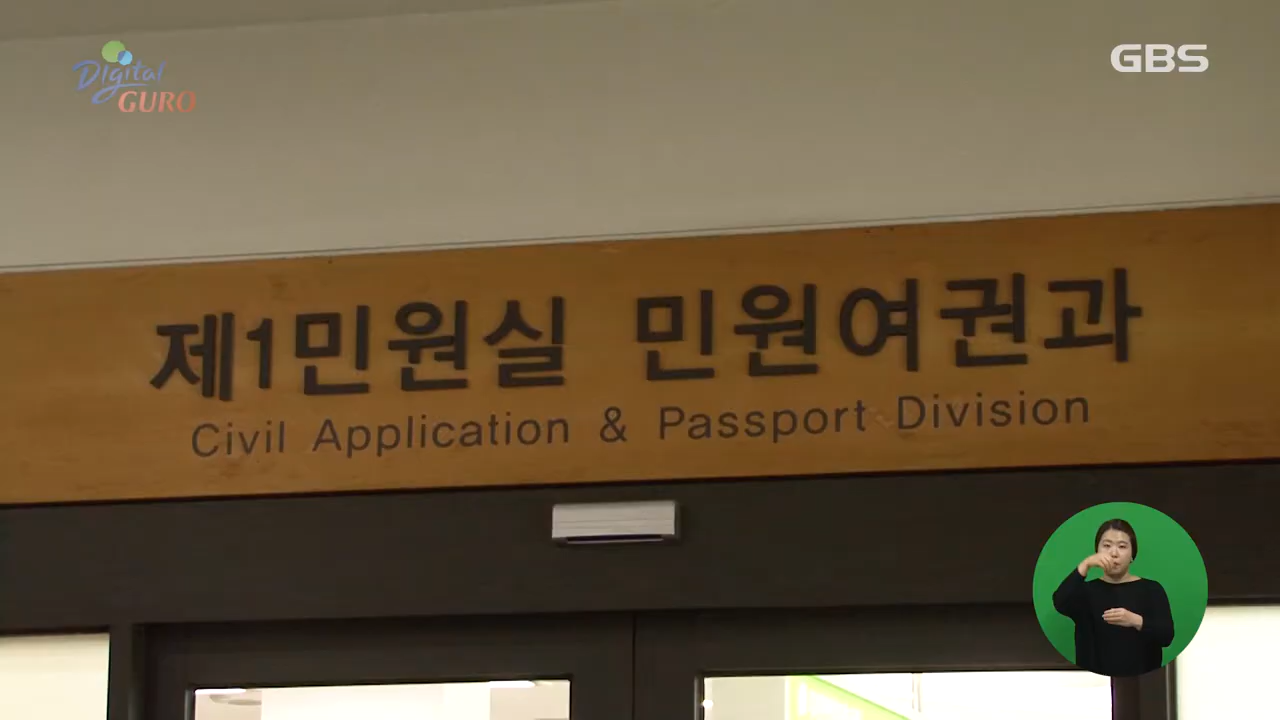 Digital
GURO
GBS
제1민원실 민원여권과
Civil Application & Passport Division